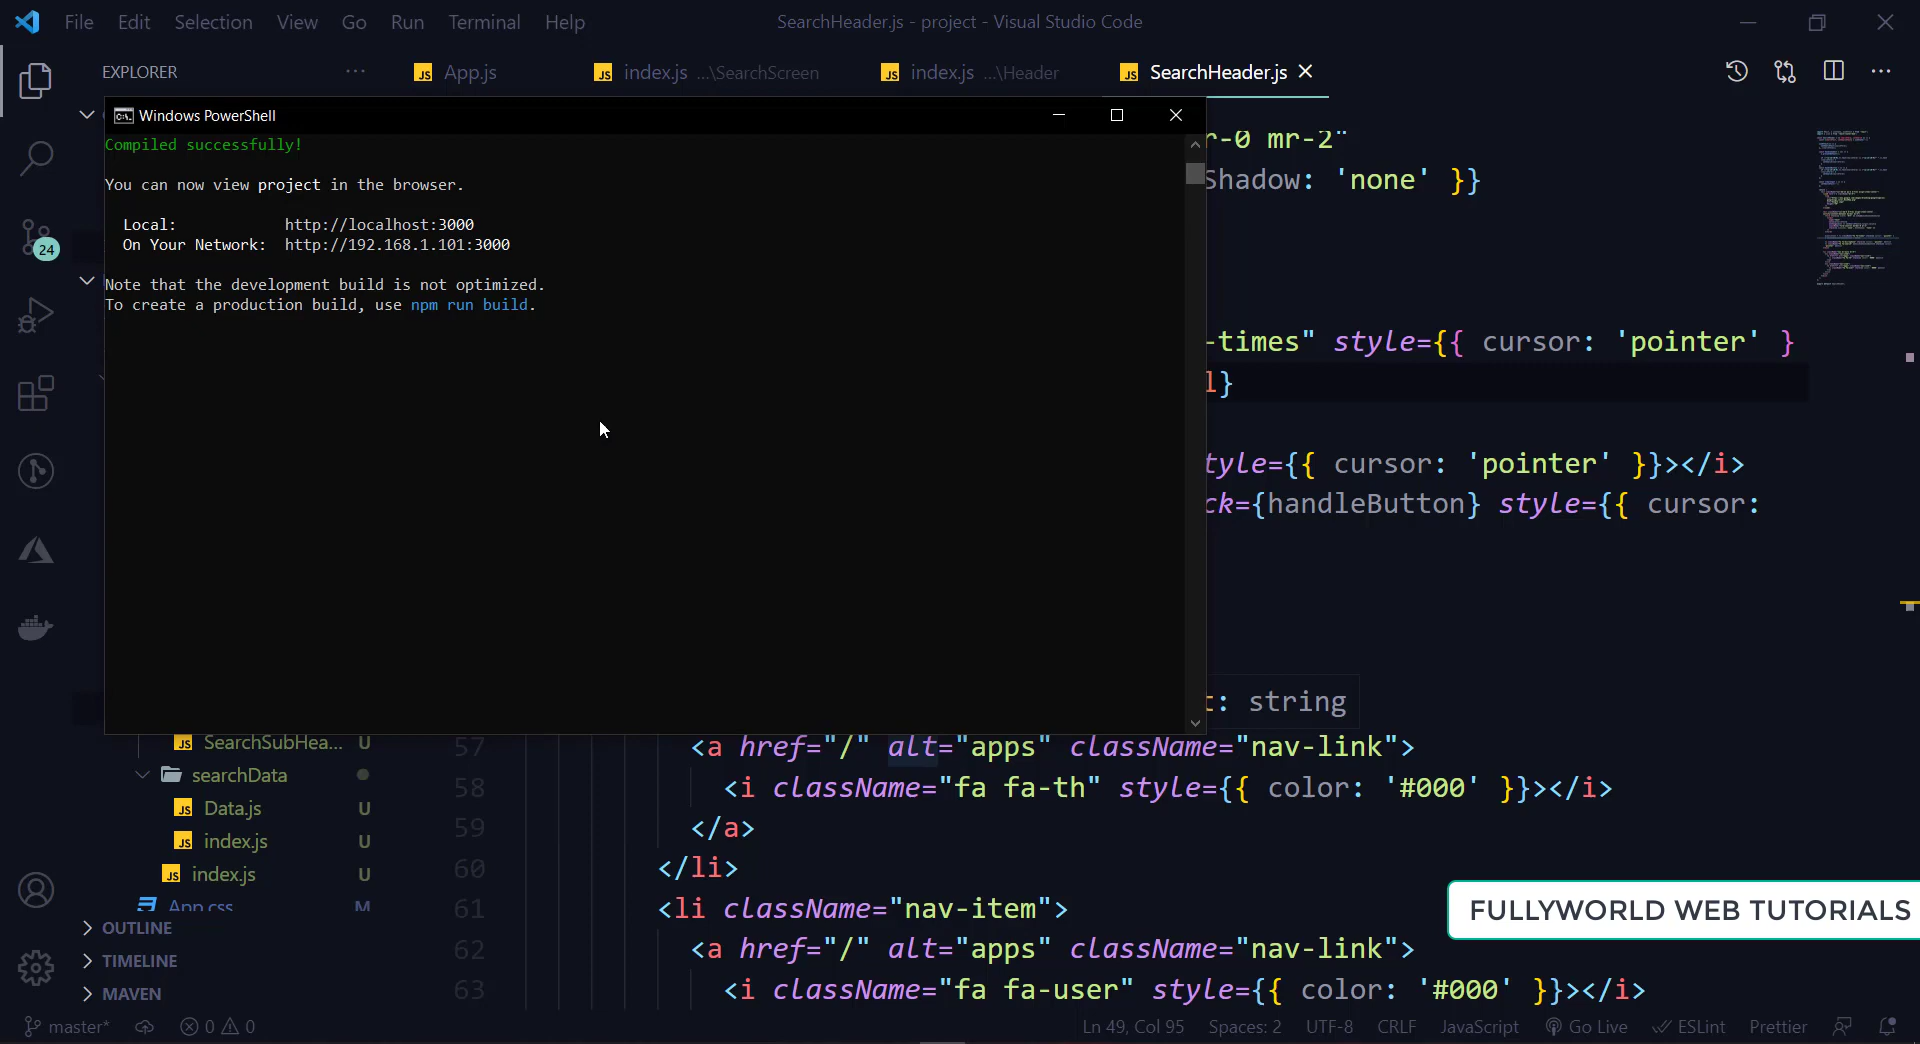 File Edit Selection View Go Run Terminal Help
SearchHeader.js - project - Visual Studio Code
EXPLORER
App.js
index.js ...\SearchScreen
index.js ...\Header
SearchHeader.js
24
Windows PowerShell
Compiled successfully!
You can now view project in the browser.
Local: http://localhost:3000
On Your Network: http://192.168.1.101:3000
Note that the development build is not optimized.
To create a production build, use npm run build.
r-0 mr-2"
Shadow: 'none' }}
-times" style={{ cursor: 'pointer' }
l}
tyle={{ cursor: 'pointer' }}></i>
ck={handleButton} style={{ cursor:
t: string
SearchSubHea... U
searchData
Data.js U
index.js U
index.js U
App.css M
OUTLINE
TIMELINE
MAVEN
57 <a href="/" alt="apps" className="nav-link">
58 <i className="fa fa-th" style={{ color: '#000' }}></i>
59 </a>
60 </li>
61 <li className="nav-item">
62 <a href="/" alt="apps" className="nav-link">
63 <i className="fa fa-user" style={{ color: '#000' }}></i>
FULLYWORLD WEB TUTORIALS
master* 0 0
Ln 49, Col 95 Spaces: 2 UTF-8 CRLF JavaScript Go Live ESLint Prettier